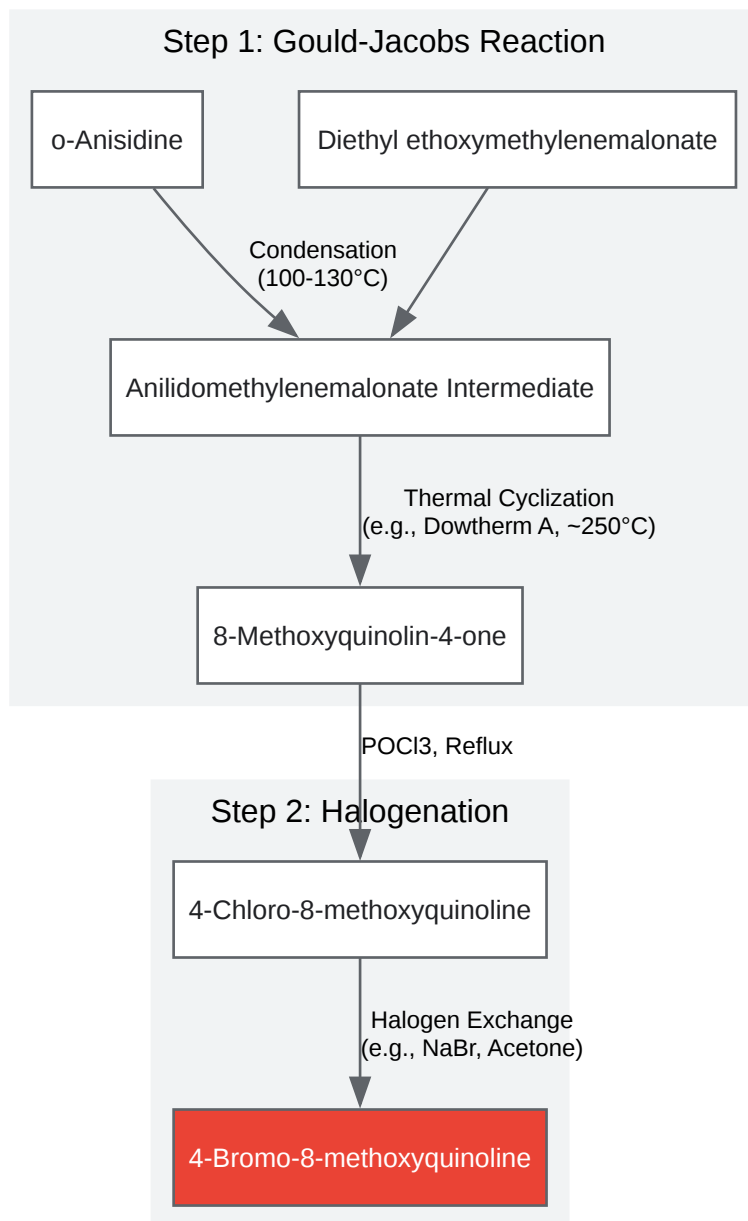 Step 1: Gould-Jacobs Reaction
o-Anisidine
Diethyl ethoxymethylenemalonate
Condensation
(100-130°C)
Anilidomethylenemalonate Intermediate
Thermal Cyclization
(e.g., Dowtherm A, ~250°C)
8-Methoxyquinolin-4-one
POCl3, Reflux
Step 2: Halogenation
4-Chloro-8-methoxyquinoline
Halogen Exchange
(e.g., NaBr, Acetone)
4-Bromo-8-methoxyquinoline